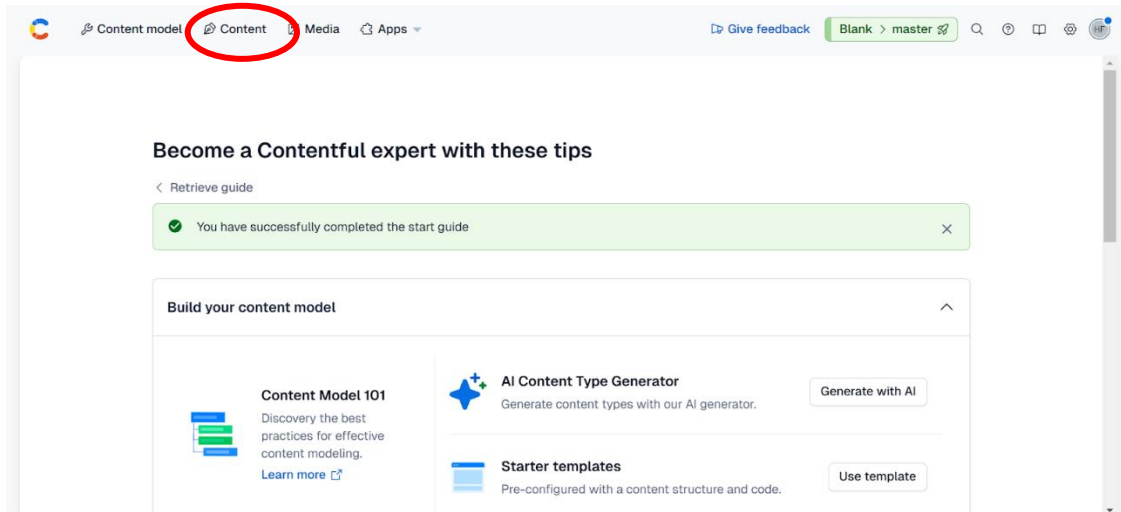 Content model Content Media Apps Give feedback Blank > master HF
Become a Contentful expert with these tips
< Retrieve guide
You have successfully completed the start guide
Build your content model
Content Model 101
Discovery the best
practices for effective
content modeling.
Learn more
AI Content Type Generator
Generate content types with our AI generator.
Generate with AI
Starter templates
Pre-configured with a content structure and code.
Use template